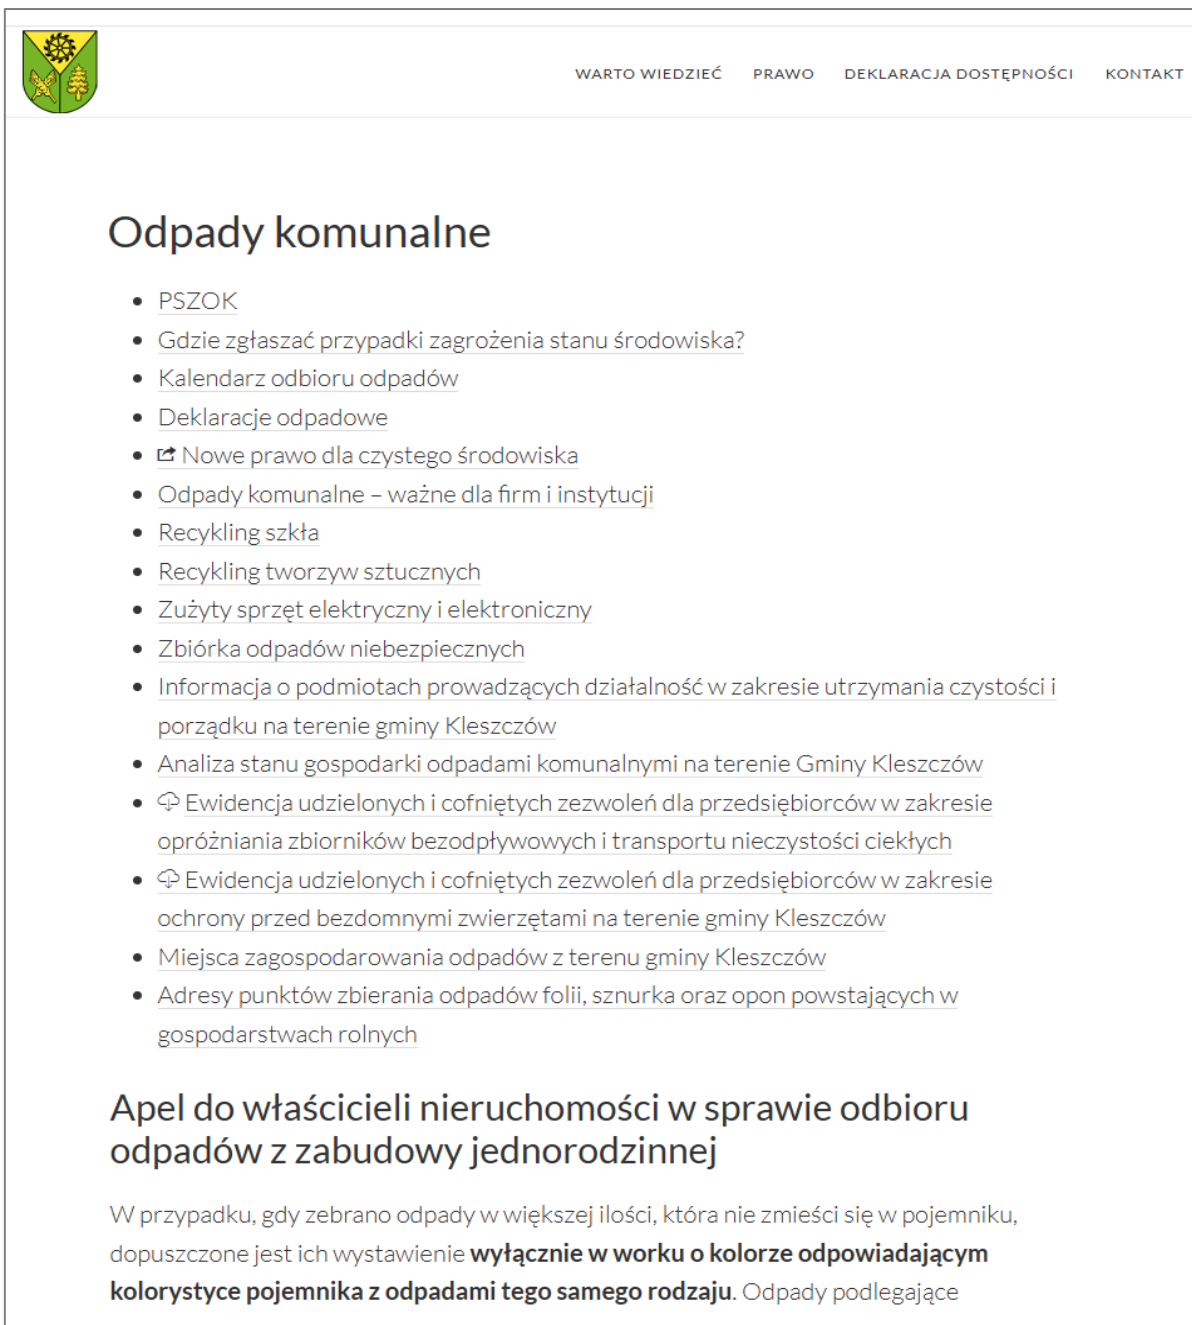 WARTO WIEDZIEĆ PRAWO DEKLARACJA DOSTĘPNOŚCI KONTAKT
Odpady komunalne
PSZOK
Gdzie zgłaszać przypadki zagrożenia stanu środowiska?
Kalendarz odbioru odpadów
Deklaracje odpadowe
Nowe prawo dla czystego środowiska
Odpady komunalne – ważne dla firm i instytucji
Recykling szkła
Recykling tworzyw sztucznych
Zużyty sprzęt elektryczny i elektroniczny
Zbiórka odpadów niebezpiecznych
Informacja o podmiotach prowadzących działalność w zakresie utrzymania czystości i
porządku na terenie gminy Kleszczów
Analiza stanu gospodarki odpadami komunalnymi na terenie Gminy Kleszczów
Ewidencja udzielonych i cofniętych zezwoleń dla przedsiębiorców w zakresie
opróżniania zbiorników bezodpływowych i transportu nieczystości ciekłych
Ewidencja udzielonych i cofniętych zezwoleń dla przedsiębiorców w zakresie
ochrony przed bezdomnymi zwierzętami na terenie gminy Kleszczów
Miejsca zagospodarowania odpadów z terenu gminy Kleszczów
Adresy punktów zbierania odpadów folii, sznurka oraz opon powstających w
gospodarstwach rolnych
Apel do właścicieli nieruchomości w sprawie odbioru
odpadów z zabudowy jednorodzinnej
W przypadku, gdy zebrano odpady w większej ilości, która nie zmieści się w pojemniku,
dopuszczone jest ich wystawienie wyłącznie w worku o kolorze odpowiadającym
kolorystyce pojemnika z odpadami tego samego rodzaju. Odpady podlegające